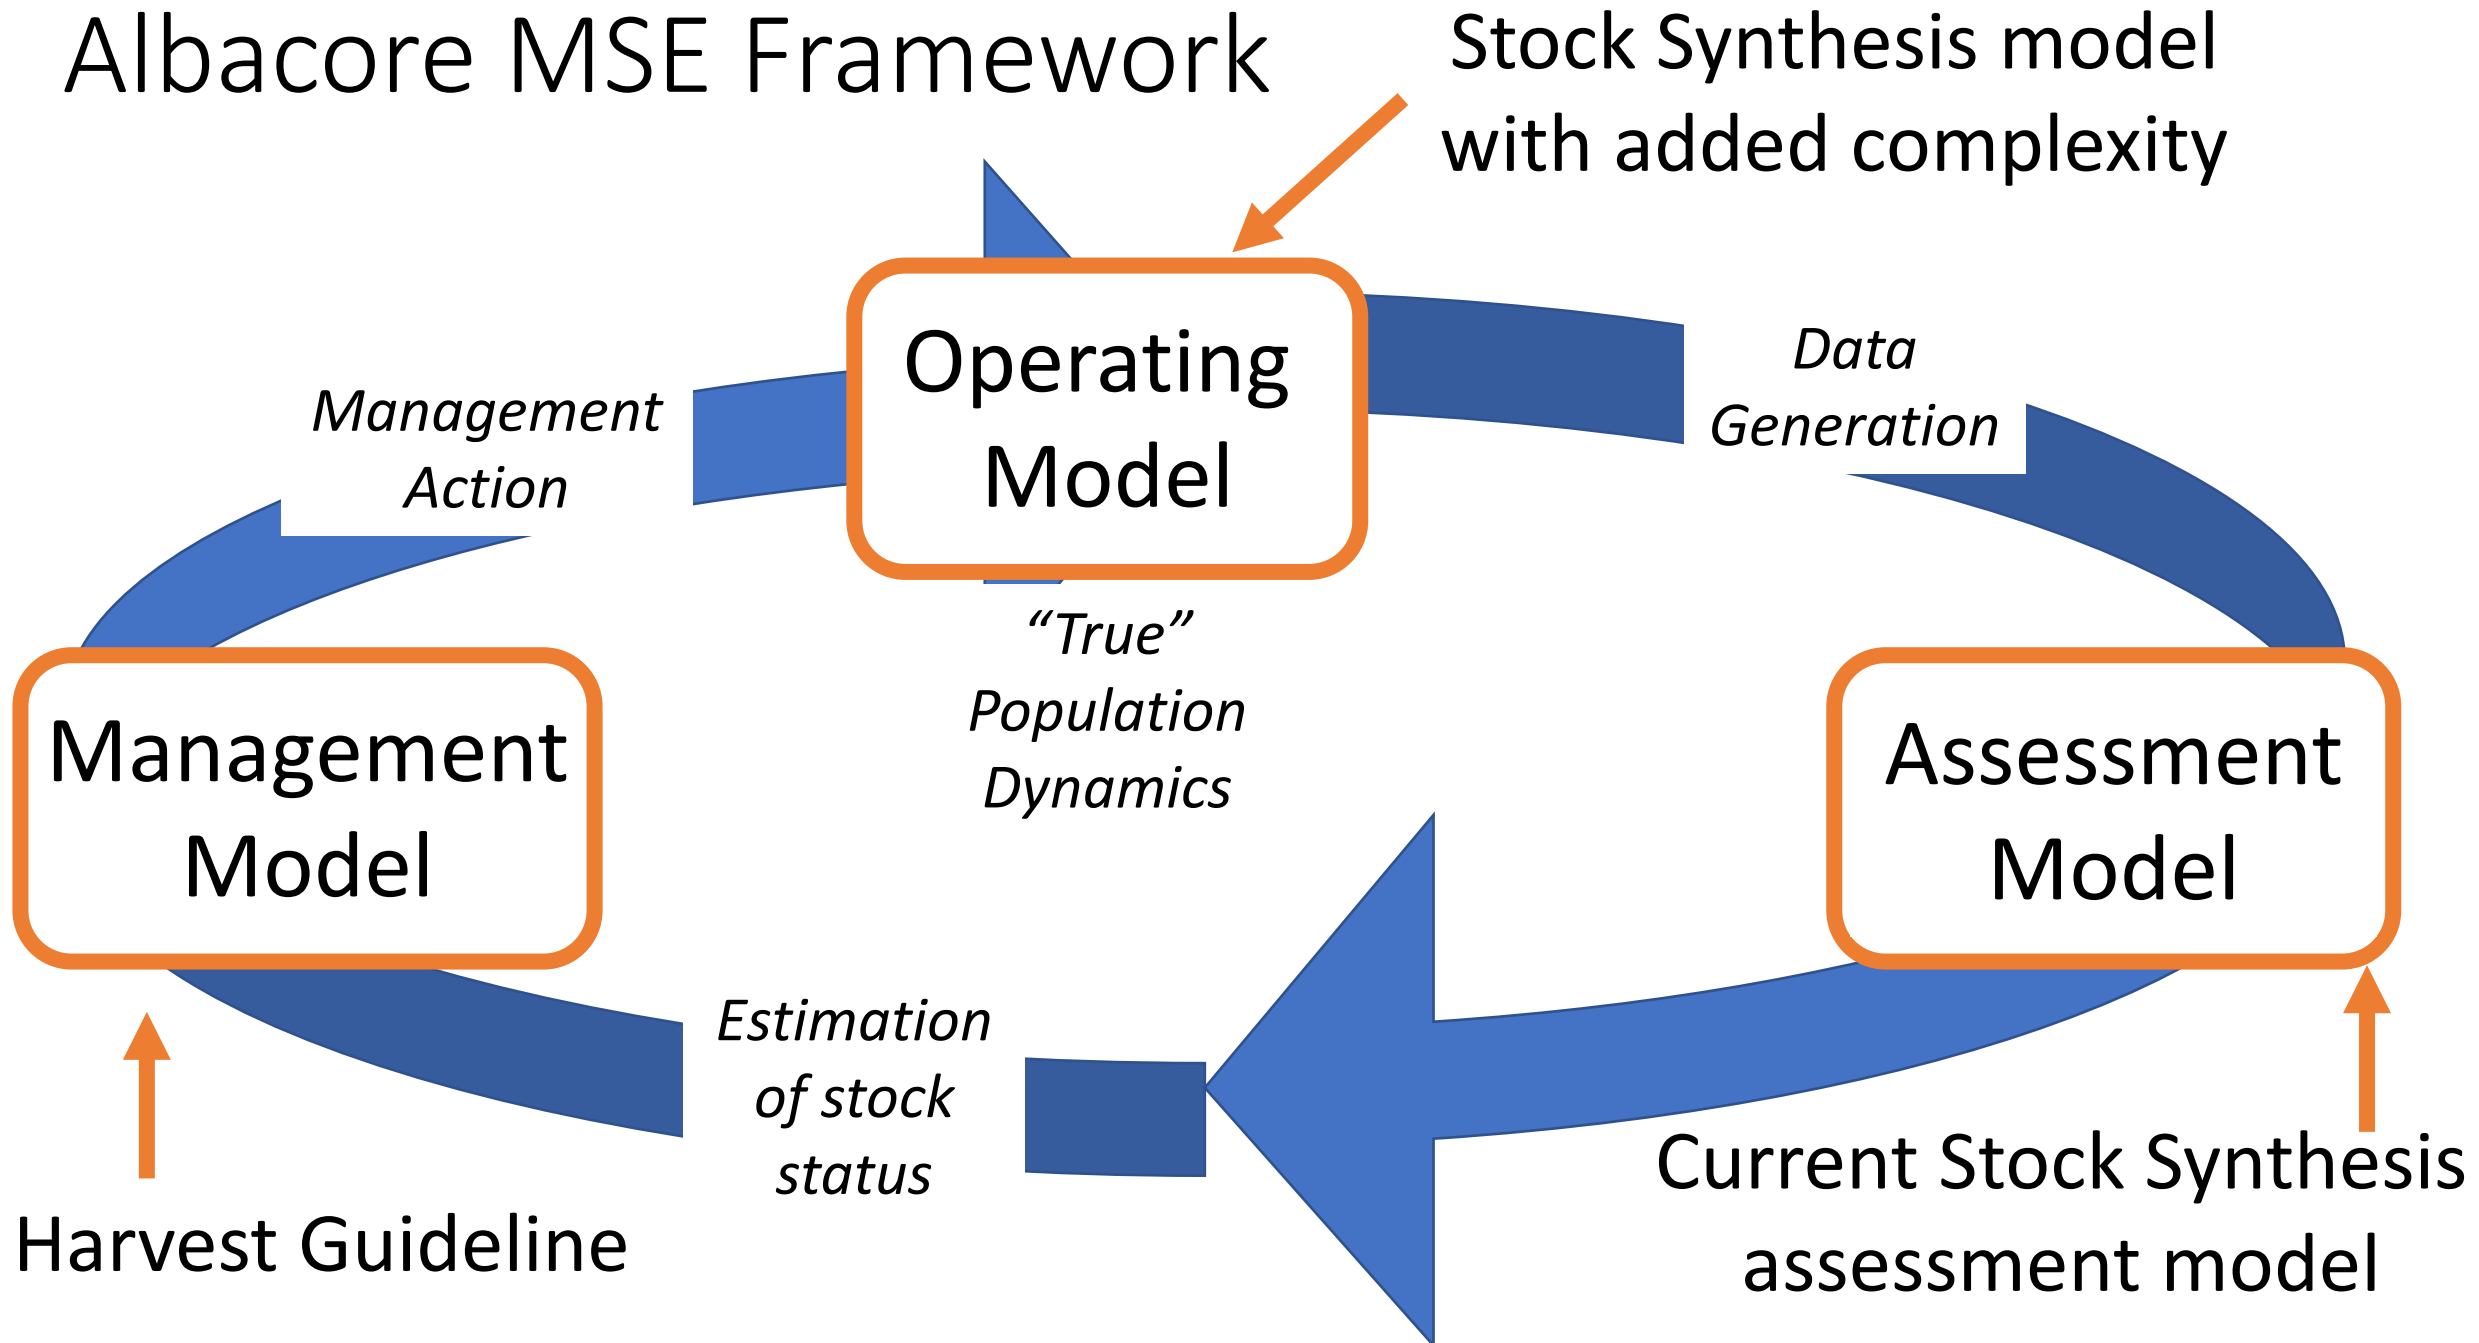 Albacore MSE Framework
Stock Synthesis model
with added complexity
Operating
Model
Data
Generation
Management
Action
“True”
Population
Dynamics
Management
Model
Assessment
Model
Estimation
of stock
status
Harvest Guideline
Current Stock Synthesis
assessment model